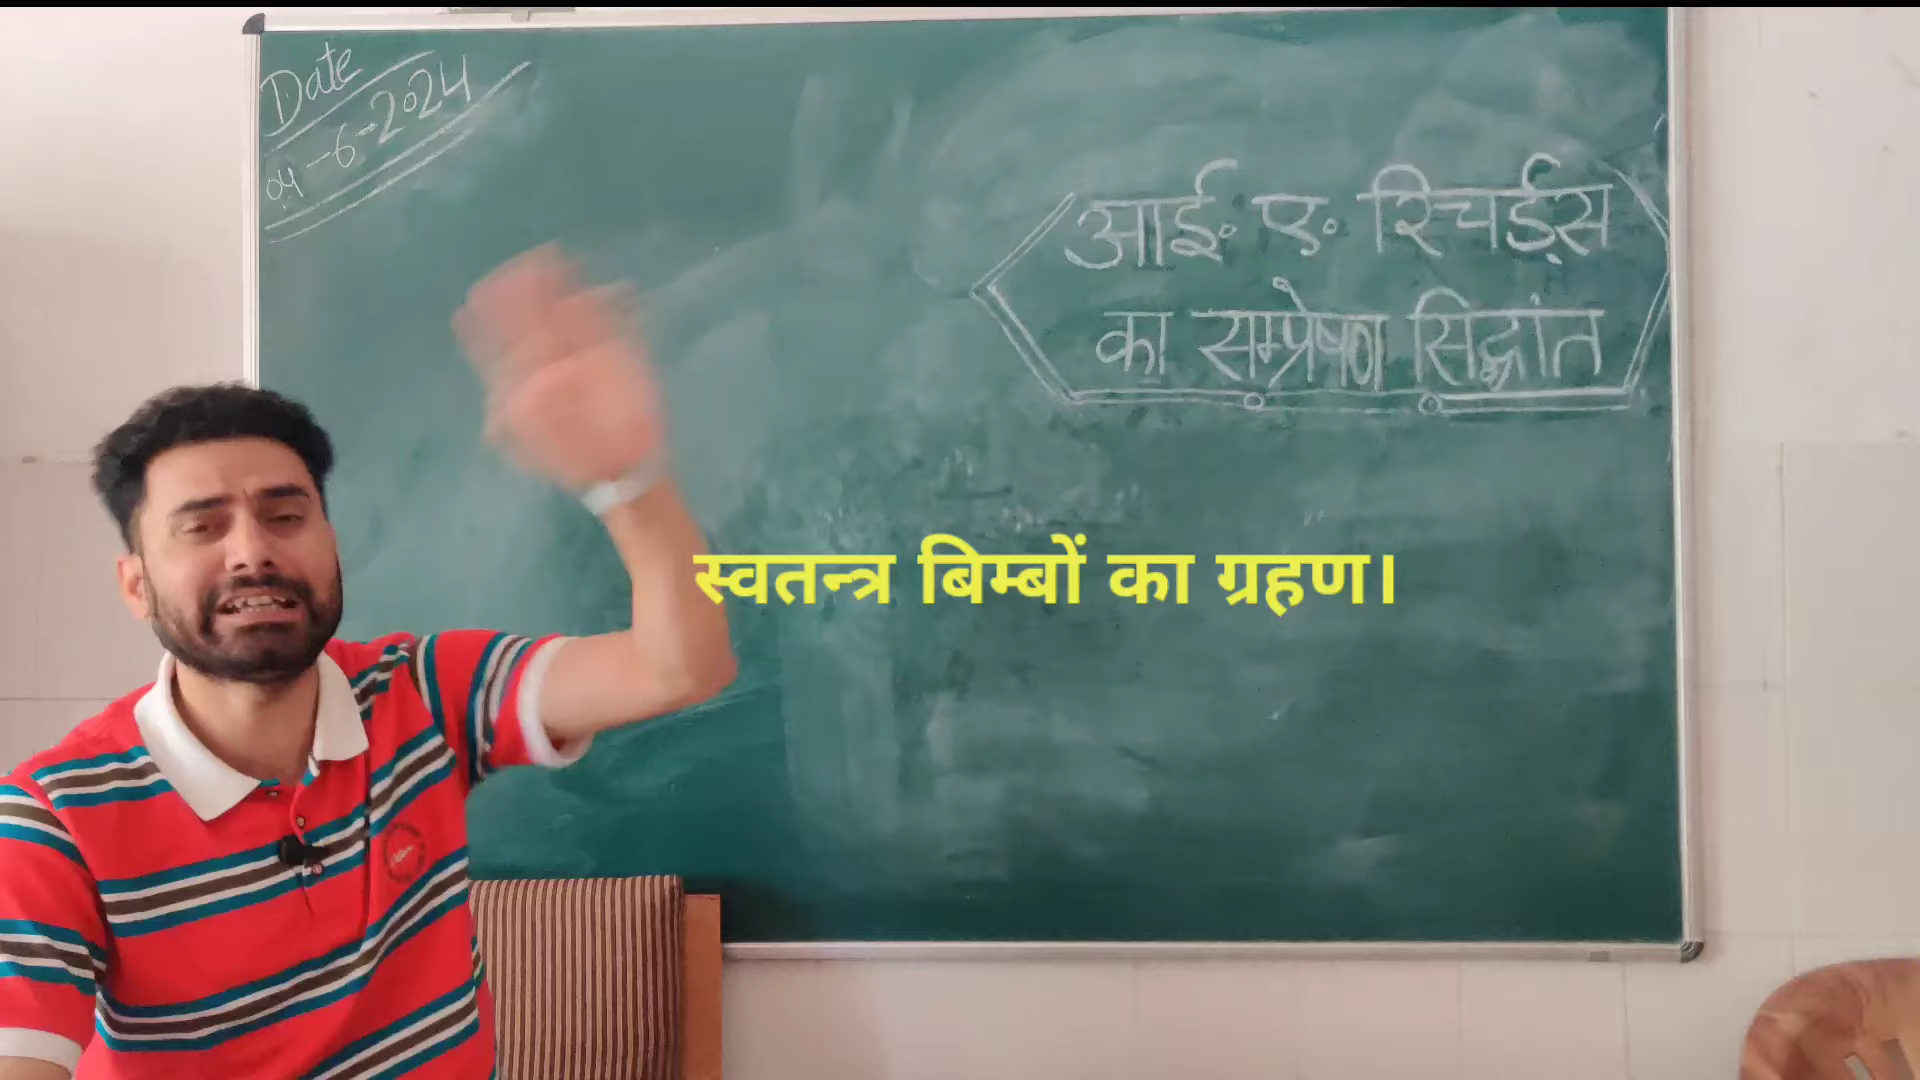 Date
04-6-2024
आई. ए. रिचर्ड्स
का सम्प्रेषण सिद्धांत
स्वतन्त्र बिम्बों का ग्रहण।